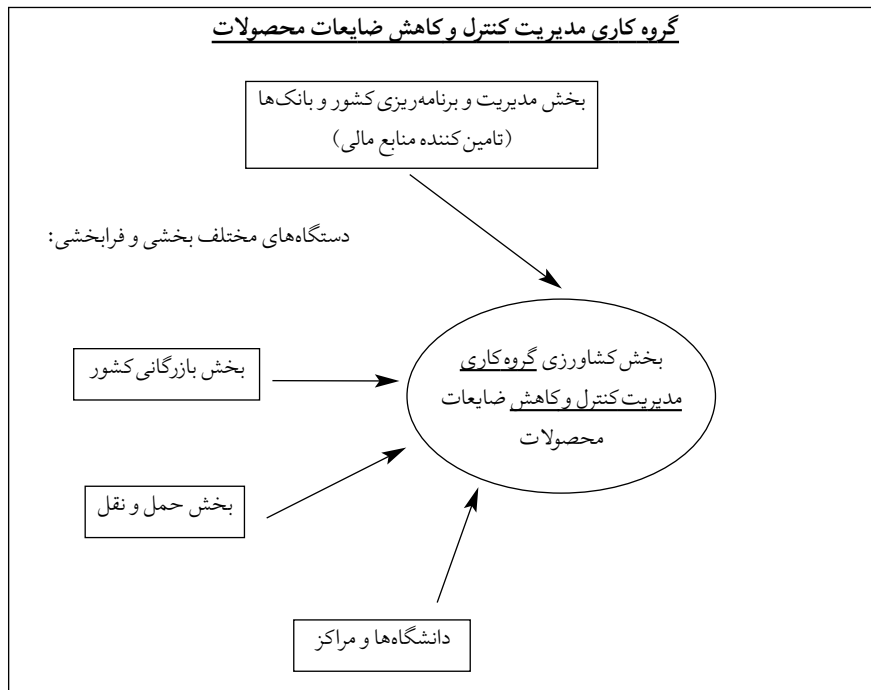 گروه کاری مدیریت کنترل و کاهش ضایعات محصولات
بخش مدیریت و برنامه‌ریزی کشور و بانک‌ها
(تامین کننده منابع مالی)
دستگاه‌های مختلف بخشی و فرابخشی:
بخش کشاورزی گروه کاری
مدیریت کنترل و کاهش ضایعات
محصولات
بخش بازرگانی کشور
بخش حمل و نقل
دانشگاه‌ها و مراکز